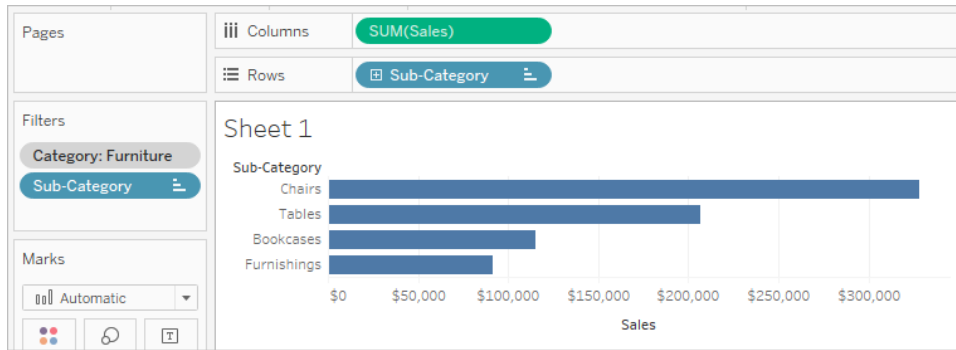 Pages
Columns
SUM(Sales)
Rows
Sub-Category
Filters
Category: Furniture
Sub-Category
Marks
Automatic
T
Sheet 1
Sub-Category
Chairs
Tables
Bookcases
Furnishings
$0 $50,000 $100,000 $150,000 $200,000 $250,000 $300,000
Sales